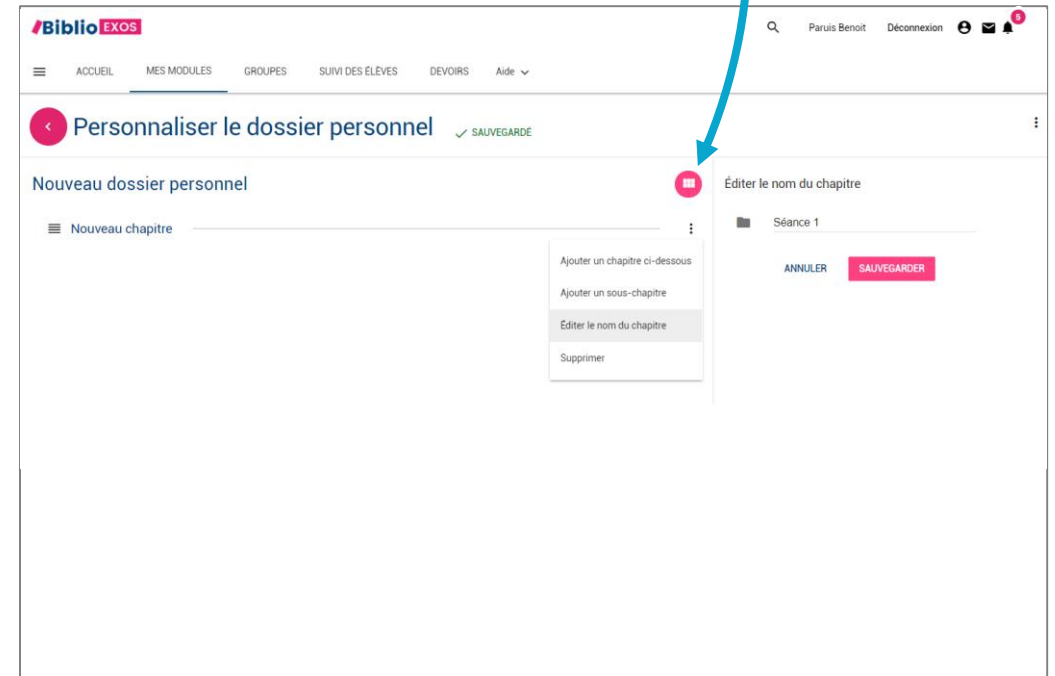 /Biblio EXOS
Paruis Benoit Déconnexion 5
ACCUEIL MES MODULES GROUPES SUIVI DES ÉLÈVES DEVOIRS Aide
Personnaliser le dossier personnel SAUVEGARDÉ
Nouveau dossier personnel
Éditer le nom du chapitre
Nouveau chapitre
Séance 1
Ajouter un chapitre ci-dessous
ANNULER SAUVEGARDER
Ajouter un sous-chapitre
Éditer le nom du chapitre
Supprimer